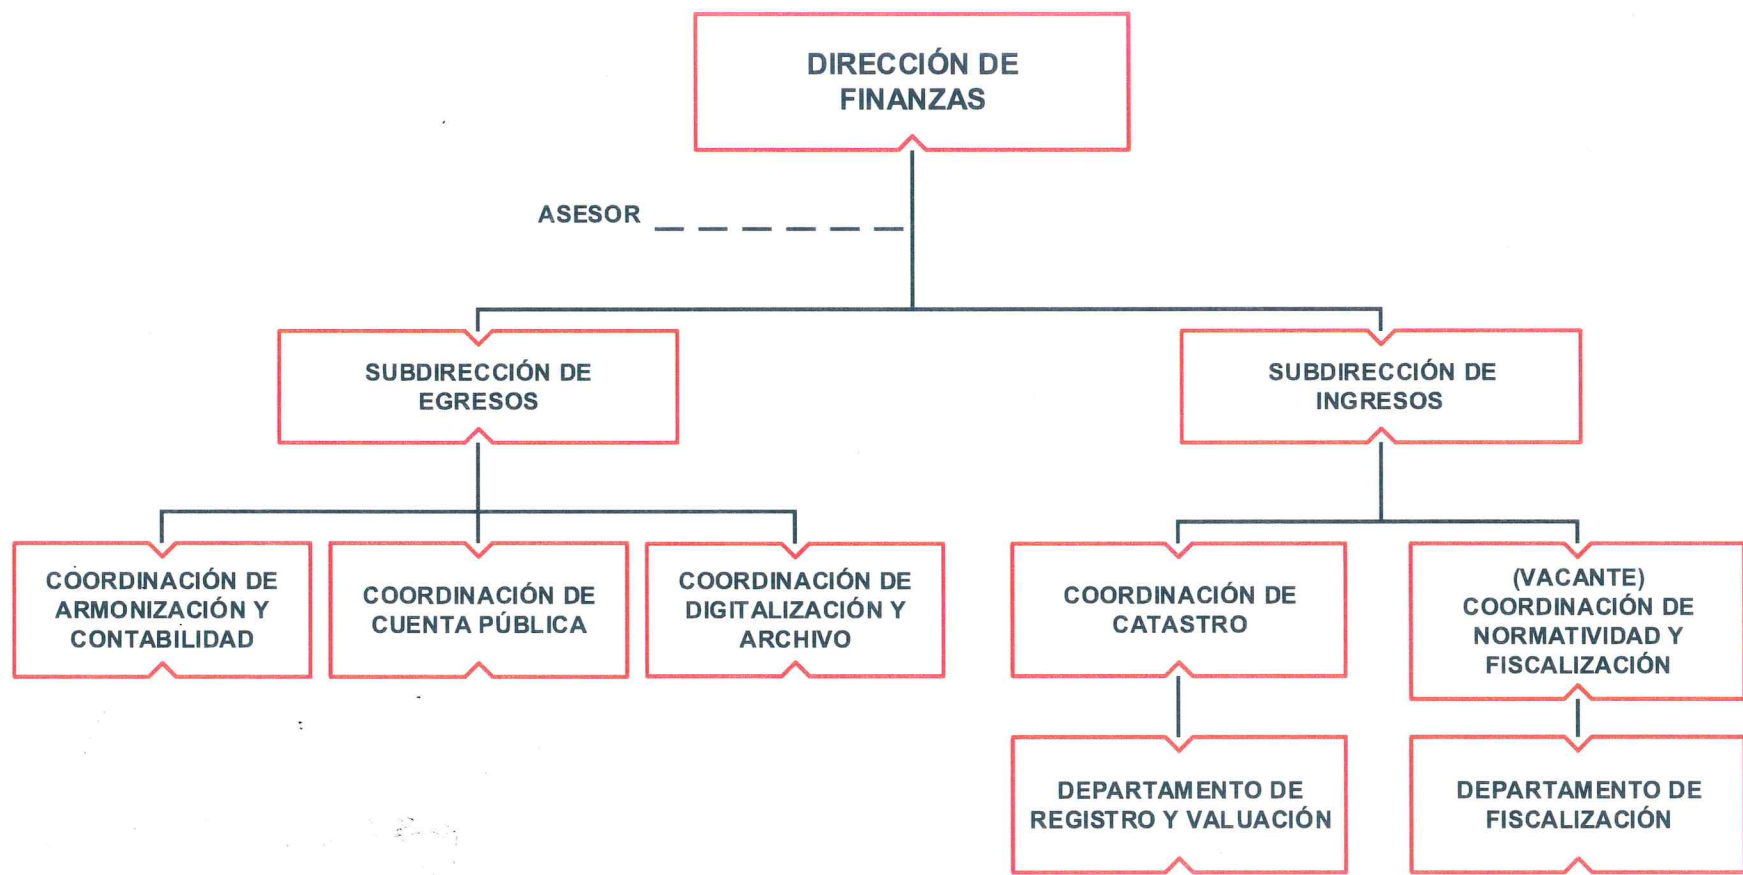 DIRECCIÓN DE
FINANZAS
ASESOR
SUBDIRECCIÓN DE
EGRESOS
SUBDIRECCIÓN DE
INGRESOS
COORDINACIÓN DE
ARMONIZACIÓN Y
CONTABILIDAD
COORDINACIÓN DE
CUENTA PÚBLICA
COORDINACIÓN DE
DIGITALIZACIÓN Y
ARCHIVO
COORDINACIÓN DE
CATASTRO
(VACANTE)
COORDINACIÓN DE
NORMATIVIDAD Y
FISCALIZACIÓN
DEPARTAMENTO DE
REGISTRO Y VALUACIÓN
DEPARTAMENTO DE
FISCALIZACIÓN